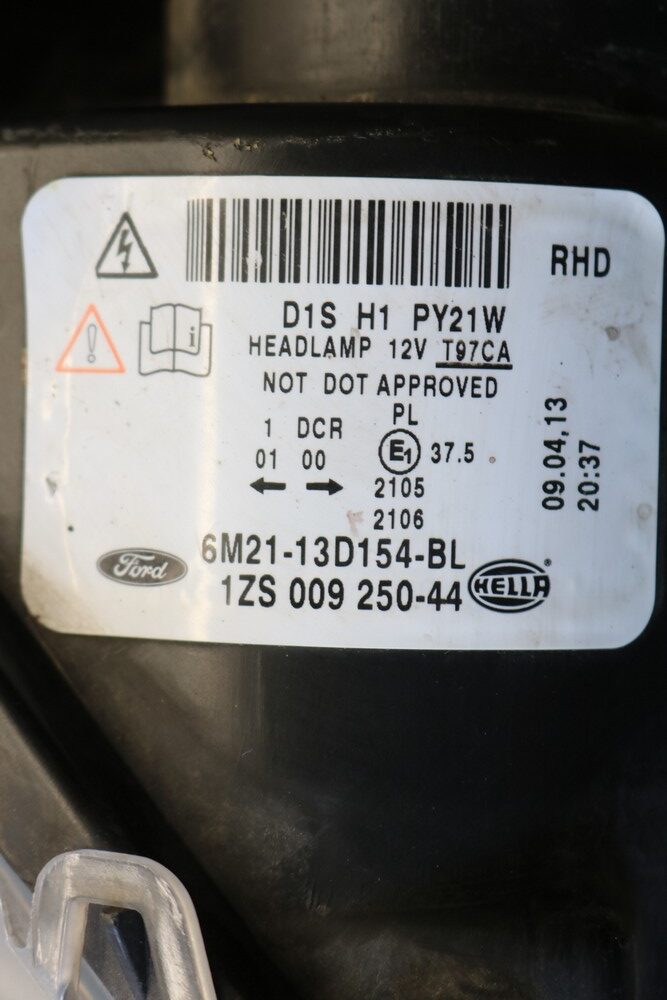 RHD
D1S H1 PY21W
HEADLAMP 12V T97CA
NOT DOT APPROVED
1 DCR PL
01 00 E1 37.5
2105
2106
09.04.13
20:37
6M21-13D154-BL
Ford
1ZS 009 250-44
HELLA